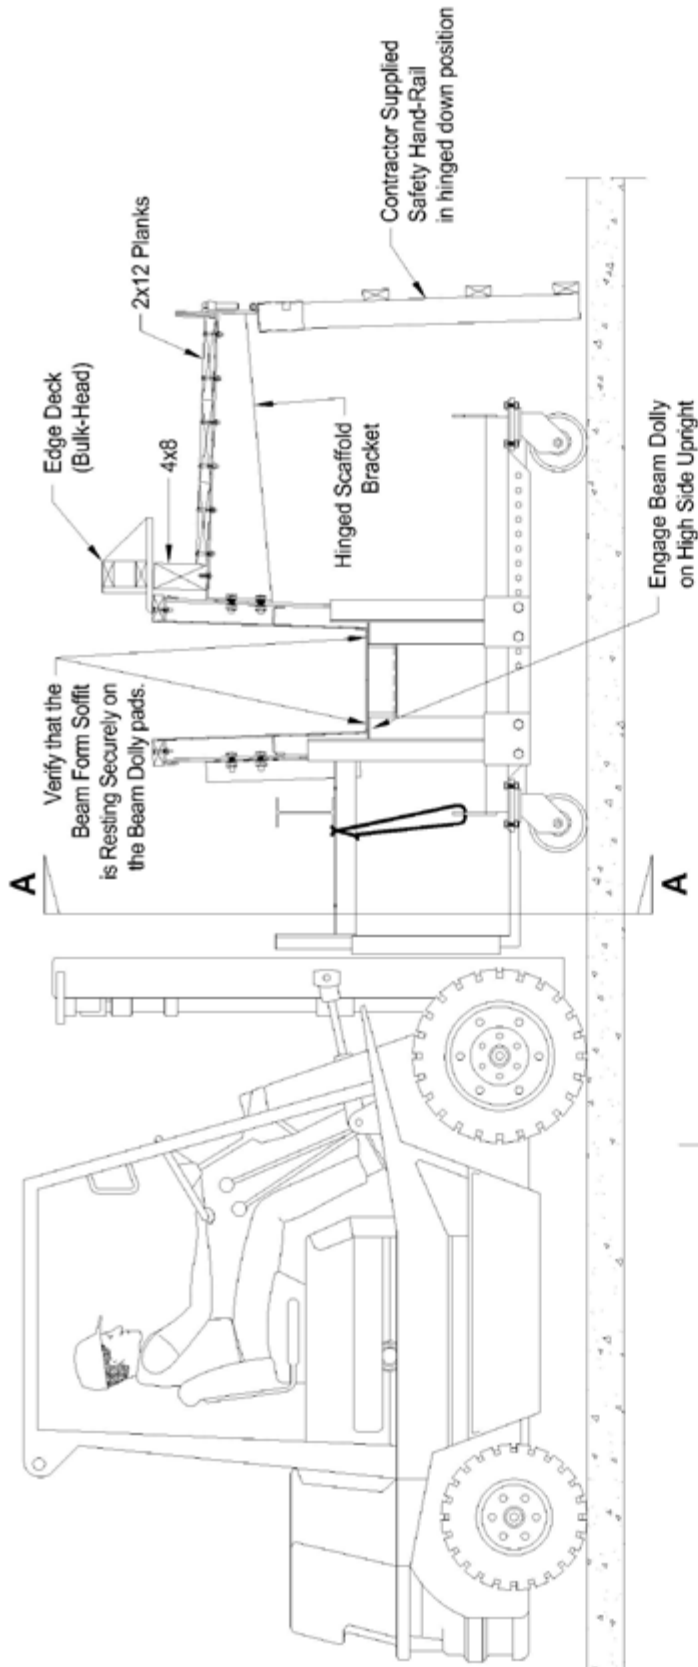 A
Verify that the
Beam Form Soffit
is Resting Securely on
the Beam Dolly pads.
Edge Deck
(Bulk-Head)
4x8
2x12 Planks
Hinged Scaffold
Bracket
Contractor Supplied
Safety Hand-Rail
in hinged down position
A
Engage Beam Dolly
on High Side Upright